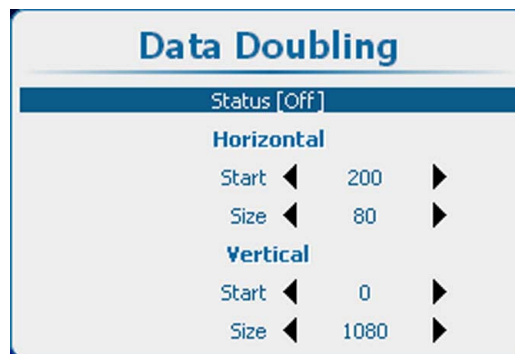 Data Doubling
Status [Off]
Horizontal
Start 200
Size 80
Vertical
Start 0
Size 1080